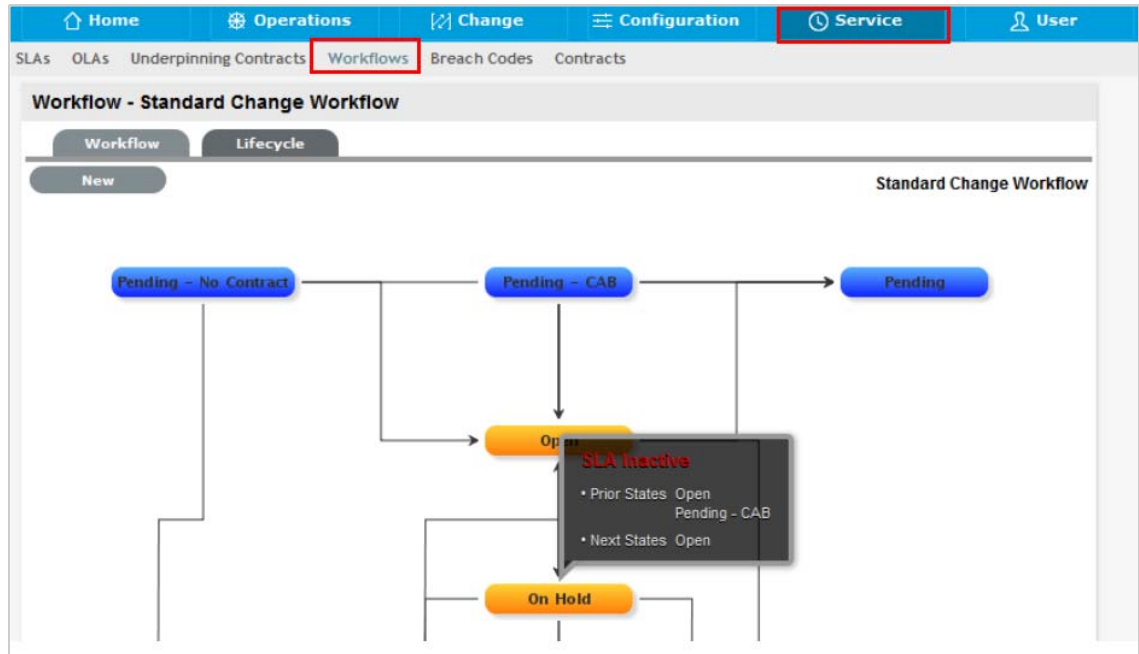 Home Operations Change Configuration Service User
SLAs OLAs Underpinning Contracts Workflows Breach Codes Contracts
Workflow - Standard Change Workflow
Workflow Lifecycle
New Standard Change Workflow
Pending - No Contract Pending - CAB Pending
Open
SLA Inactive
• Prior States Open
Pending - CAB
• Next States Open
On Hold